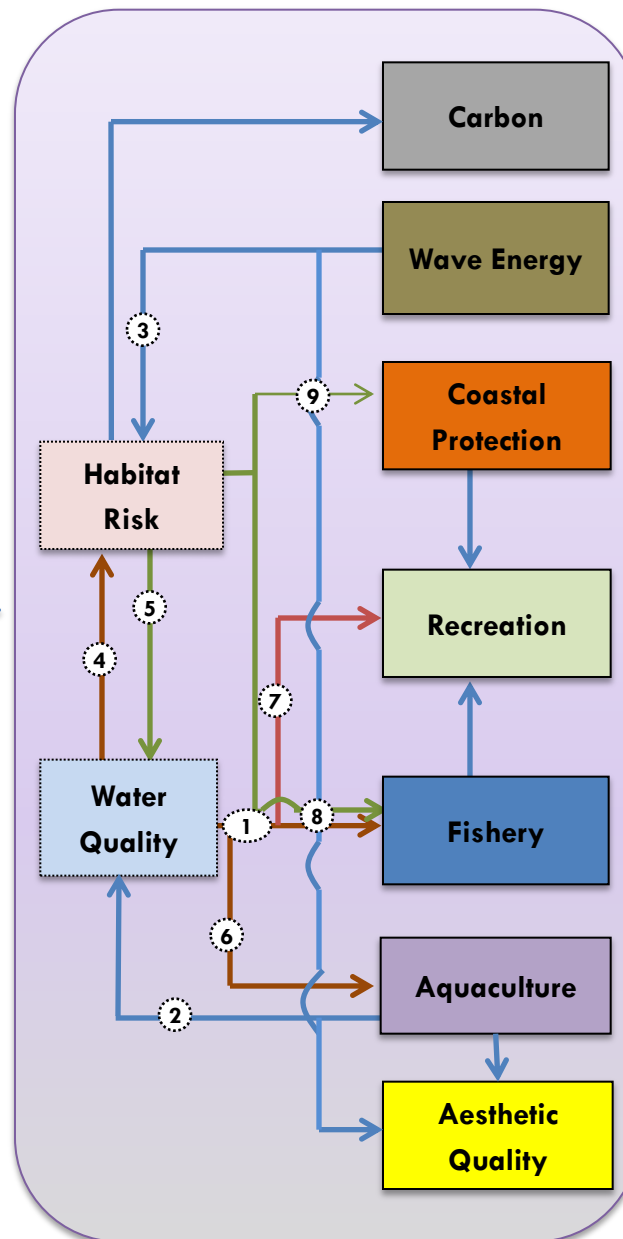 Carbon
Wave Energy
3
9
Coastal
Protection
Habitat
Risk
5
Recreation
4
7
Water
Quality
1
8
Fishery
6
Aquaculture
2
Aesthetic
Quality